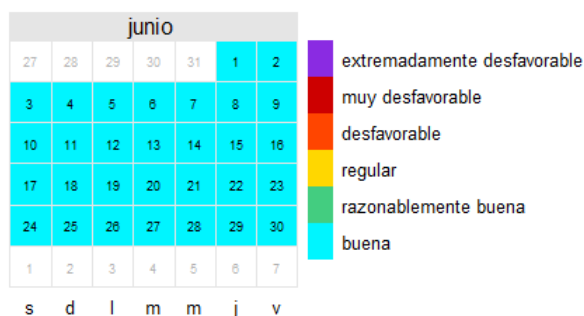 junio
27 28 29 30 31 1 2
3 4 5 6 7 8 9
10 11 12 13 14 15 16
17 18 19 20 21 22 23
24 25 26 27 28 29 30
1 2 3 4 5 6 7
s d l m m j v
extremadamente desfavorable
muy desfavorable
desfavorable
regular
razonablemente buena
buena